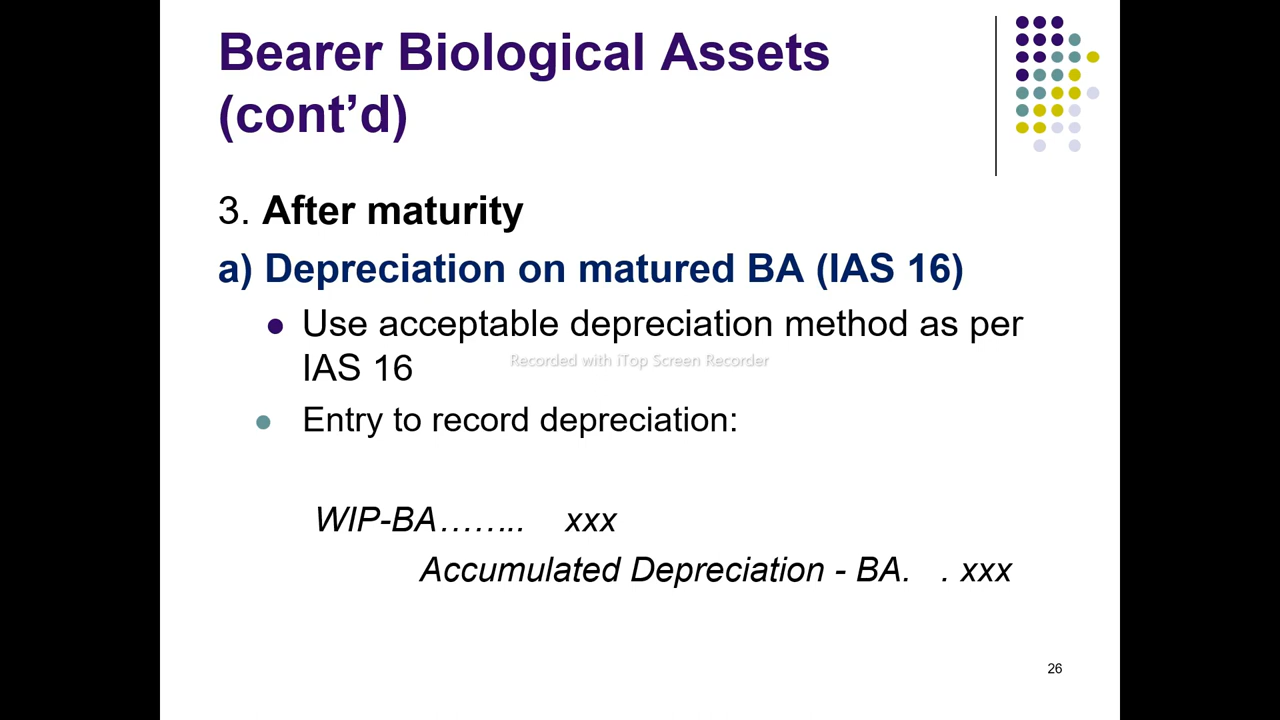 Bearer Biological Assets
(cont’d)
3. After maturity
a) Depreciation on matured BA (IAS 16)
● Use acceptable depreciation method as per
Recorded with iTop Screen Recorder
IAS 16
● Entry to record depreciation:
WIP-BA…….. xxx
Accumulated Depreciation - BA. . xxx
26